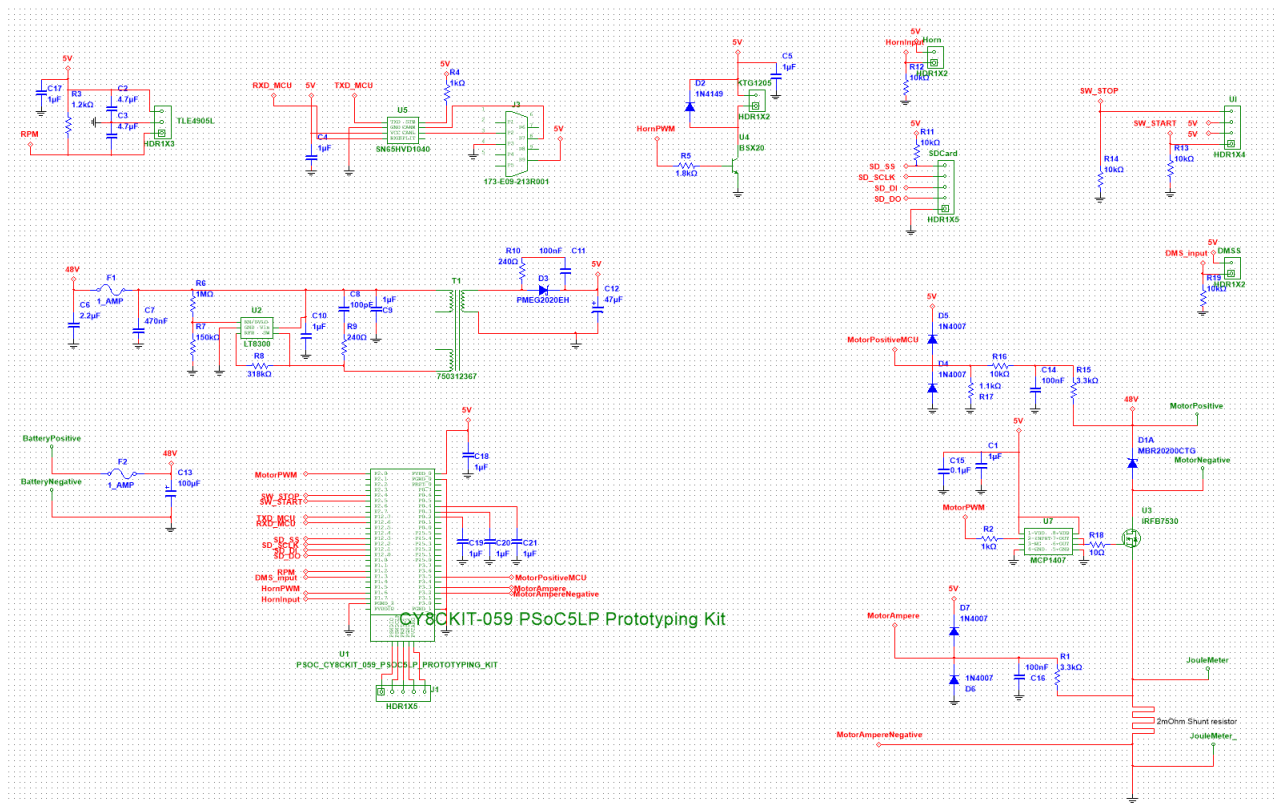 5V
C17
1µF
R3
1.2kΩ
C2
4.7µF
C3
4.7µF
RPM
TLE4905L
HDR1X3
RXD_MCU
5V
TXD_MCU
5V
R4
1kΩ
U5
C4
1µF
SN65HVD1040
J3
5V
173-E09-213R001
5V
C5
1µF
D2
1N4149
KTG1205
HDR1X2
HornPWM
U4
BSX20
R5
1.8kΩ
5V
Horn
HornInput
R12
10kΩ
HDR1X2
5V
R11
10kΩ
SDCard
SD_SS
SD_SCLK
SD_DI
SD_DO
HDR1X5
SW_STOP
UI
SW_START
5V
5V
R13
10kΩ
HDR1X4
R14
10kΩ
5V
DMSS
DMS_input
R19
10kΩ
HDR1X2
48V
F1
1_AMP
C6
2.2µF
C7
470nF
R6
1MΩ
R7
150kΩ
U2
LT8300
R8
318kΩ
C10
1µF
C8
100pF
R9
240Ω
1µF
C9
T1
750312367
R10
240Ω
100nF
C11
D3
PMEG2020EH
5V
C12
47µF
5V
D5
1N4007
MotorPositiveMCU
D4
1N4007
R16
10kΩ
1.1kΩ
R17
C14
100nF
R15
3.3kΩ
48V
MotorPositive
D1A
MBR20200CTG
MotorNegative
5V
C1
1µF
C15
0.1µF
MotorPWM
R2
1kΩ
U7
MCP1407
R18
10Ω
U3
IRFB7530
BatteryPositive
BatteryNegative
F2
1_AMP
48V
C13
100µF
5V
C18
1µF
MotorPWM
SW_STOP
SW_START
TXD_MCU
RXD_MCU
SD_SS
SD_SCLK
SD_DI
SD_DO
RPM
DMS_input
HornPWM
HornInput
C19
1µF
C20
1µF
C21
1µF
MotorPositiveMCU
MotorAmpere
MotorAmpereNegative
CY8CKIT-059 PSoC5LP Prototyping Kit
U1
PSOC_CY8CKIT_059_PSOC5LP_PROTOTYPING_KIT
J1
HDR1X5
5V
D7
1N4007
MotorAmpere
1N4007
D6
100nF
C16
R1
3.3kΩ
JouleMeter
2mOhm Shunt resistor
MotorAmpereNegative
JouleMeter_